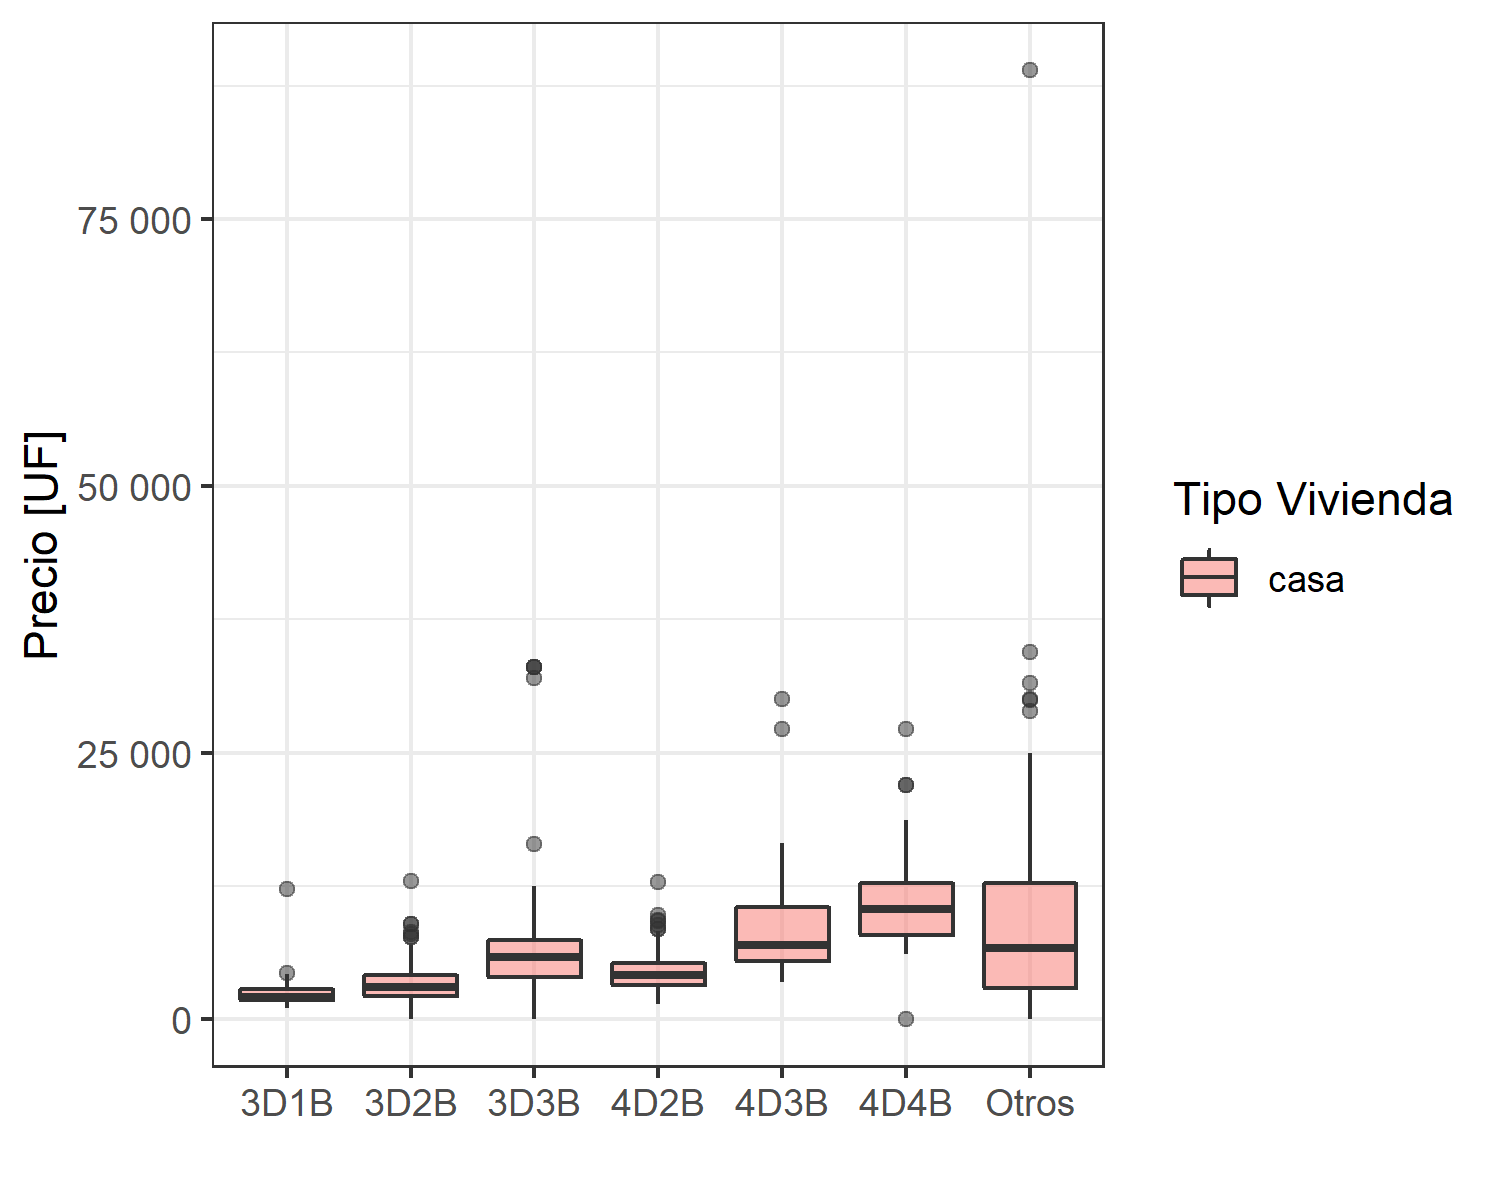 Precio [UF]
75 000
50 000
25 000
0
3D1B 3D2B 3D3B 4D2B 4D3B 4D4B Otros
Tipo Vivienda
casa